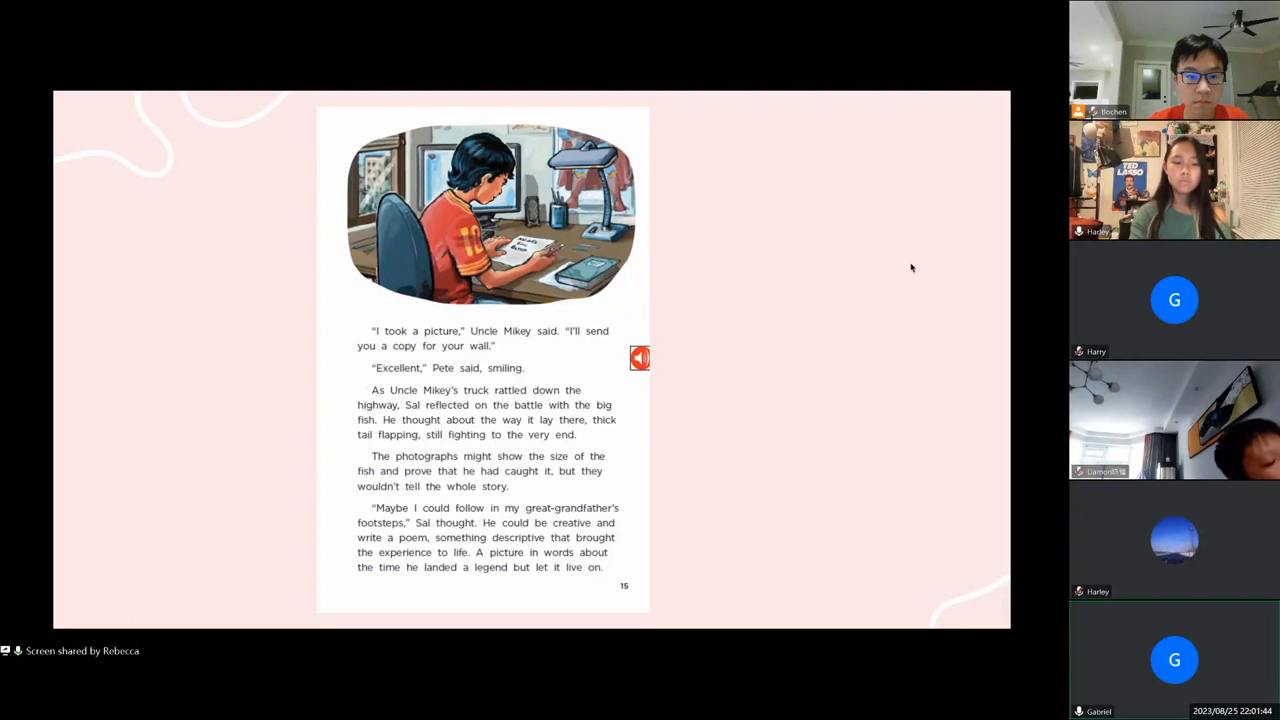 Bochen
TED
LASSO
Harley
G
Harry
"I took a picture," Uncle Mikey said. "I'll send
you a copy for your wall."
"Excellent," Pete said, smiling.
As Uncle Mikey's truck rattled down the
highway, Sal reflected on the battle with the big
fish. He thought about the way it lay there, thick
tail flapping, still fighting to the very end.
The photographs might show the size of the
fish and prove that he had caught it, but they
wouldn't tell the whole story.
"Maybe I could follow in my great-grandfather's
footsteps," Sal thought. He could be creative and
write a poem, something descriptive that brought
the experience to life. A picture in words about
the time he landed a legend but let it live on.
15
Harley
Screen shared by Rebecca
G
Gabriel
2023/08/25 22:01:44